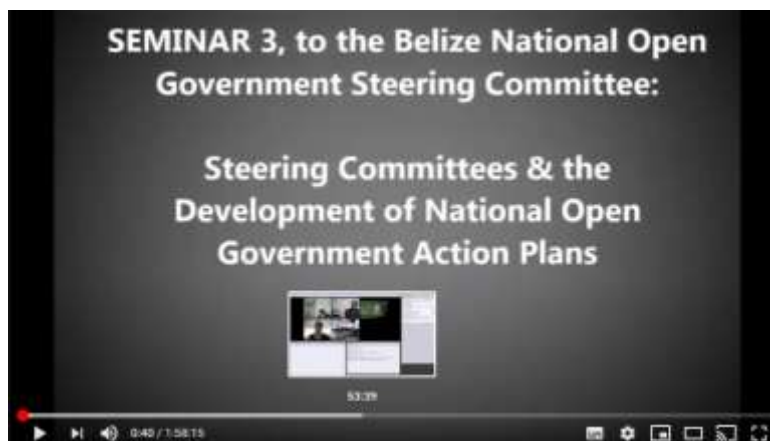 SEMINAR 3, to the Belize National Open
Government Steering Committee:
Steering Committees & the
Development of National Open
Government Action Plans
53:39
0:40 / 1:58:15